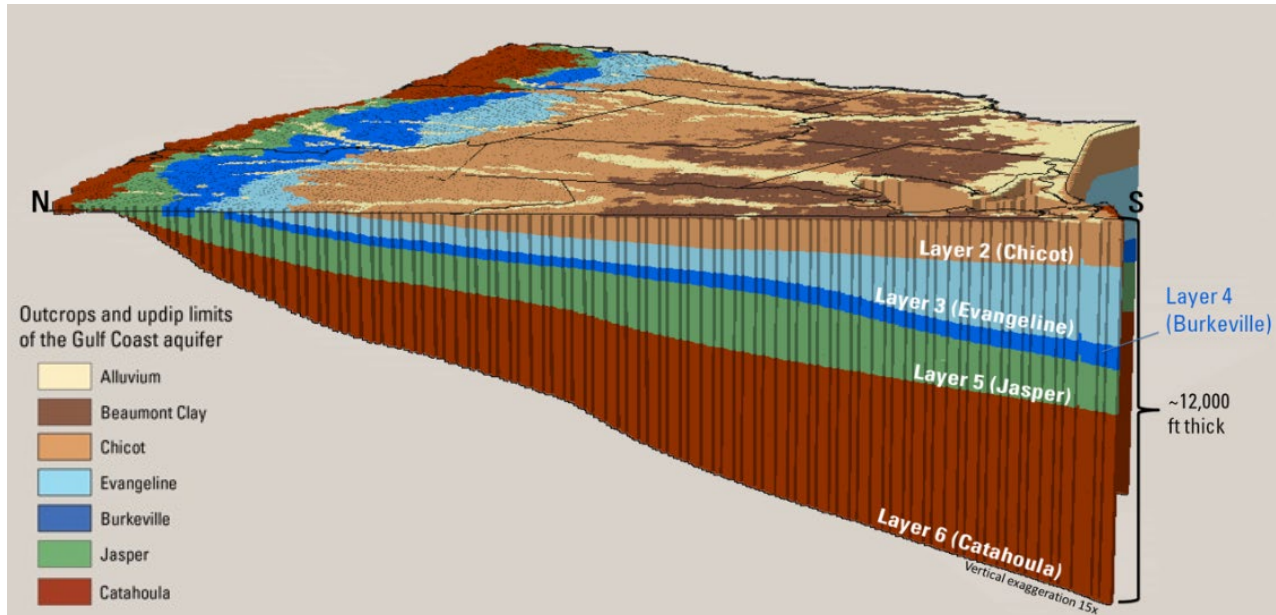 N
S
Layer 2 (Chicot)
Layer 3 (Evangeline)
Layer 4
(Burkeville)
Layer 5 (Jasper)
~12,000
ft thick
Layer 6 (Catahoula)
Vertical exaggeration 15x
Outcrops and updip limits
of the Gulf Coast aquifer
Alluvium
Beaumont Clay
Chicot
Evangeline
Burkeville
Jasper
Catahoula